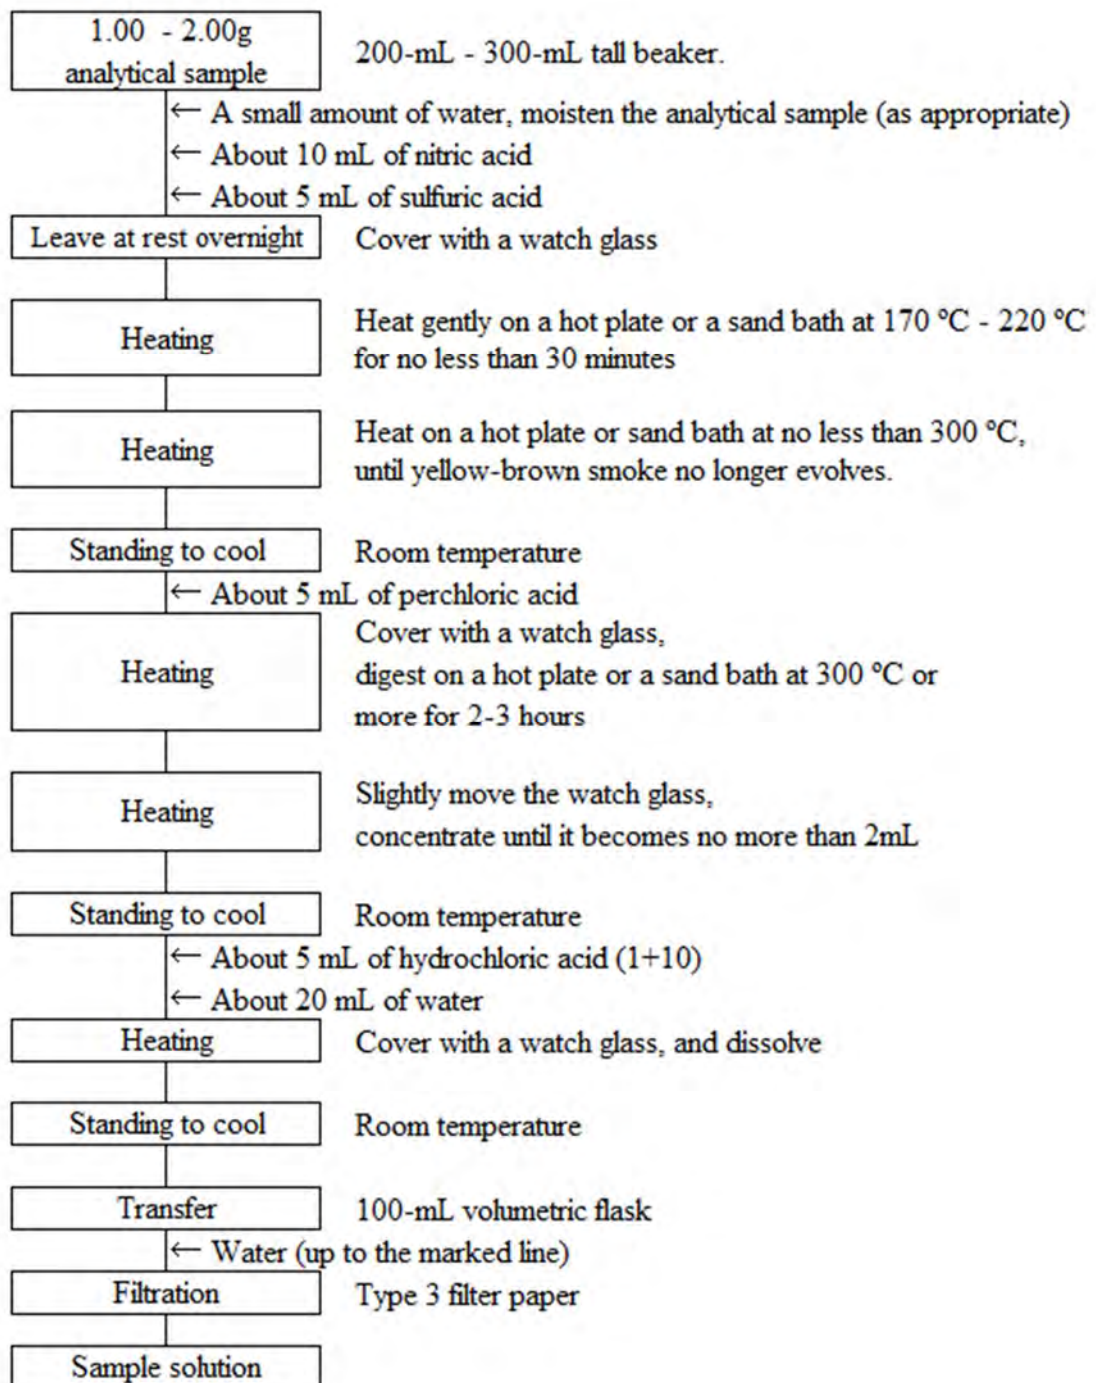 1.00 - 2.00g
analytical sample
200-mL - 300-mL tall beaker.
← A small amount of water, moisten the analytical sample (as appropriate)
← About 10 mL of nitric acid
← About 5 mL of sulfuric acid
Leave at rest overnight
Cover with a watch glass
Heating
Heat gently on a hot plate or a sand bath at 170 ºC - 220 ºC
for no less than 30 minutes
Heating
Heat on a hot plate or sand bath at no less than 300 ºC,
until yellow-brown smoke no longer evolves.
Standing to cool
Room temperature
← About 5 mL of perchloric acid
Heating
Cover with a watch glass,
digest on a hot plate or a sand bath at 300 ºC or
more for 2-3 hours
Heating
Slightly move the watch glass,
concentrate until it becomes no more than 2mL
Standing to cool
Room temperature
← About 5 mL of hydrochloric acid (1+10)
← About 20 mL of water
Heating
Cover with a watch glass, and dissolve
Standing to cool
Room temperature
Transfer
100-mL volumetric flask
← Water (up to the marked line)
Filtration
Type 3 filter paper
Sample solution